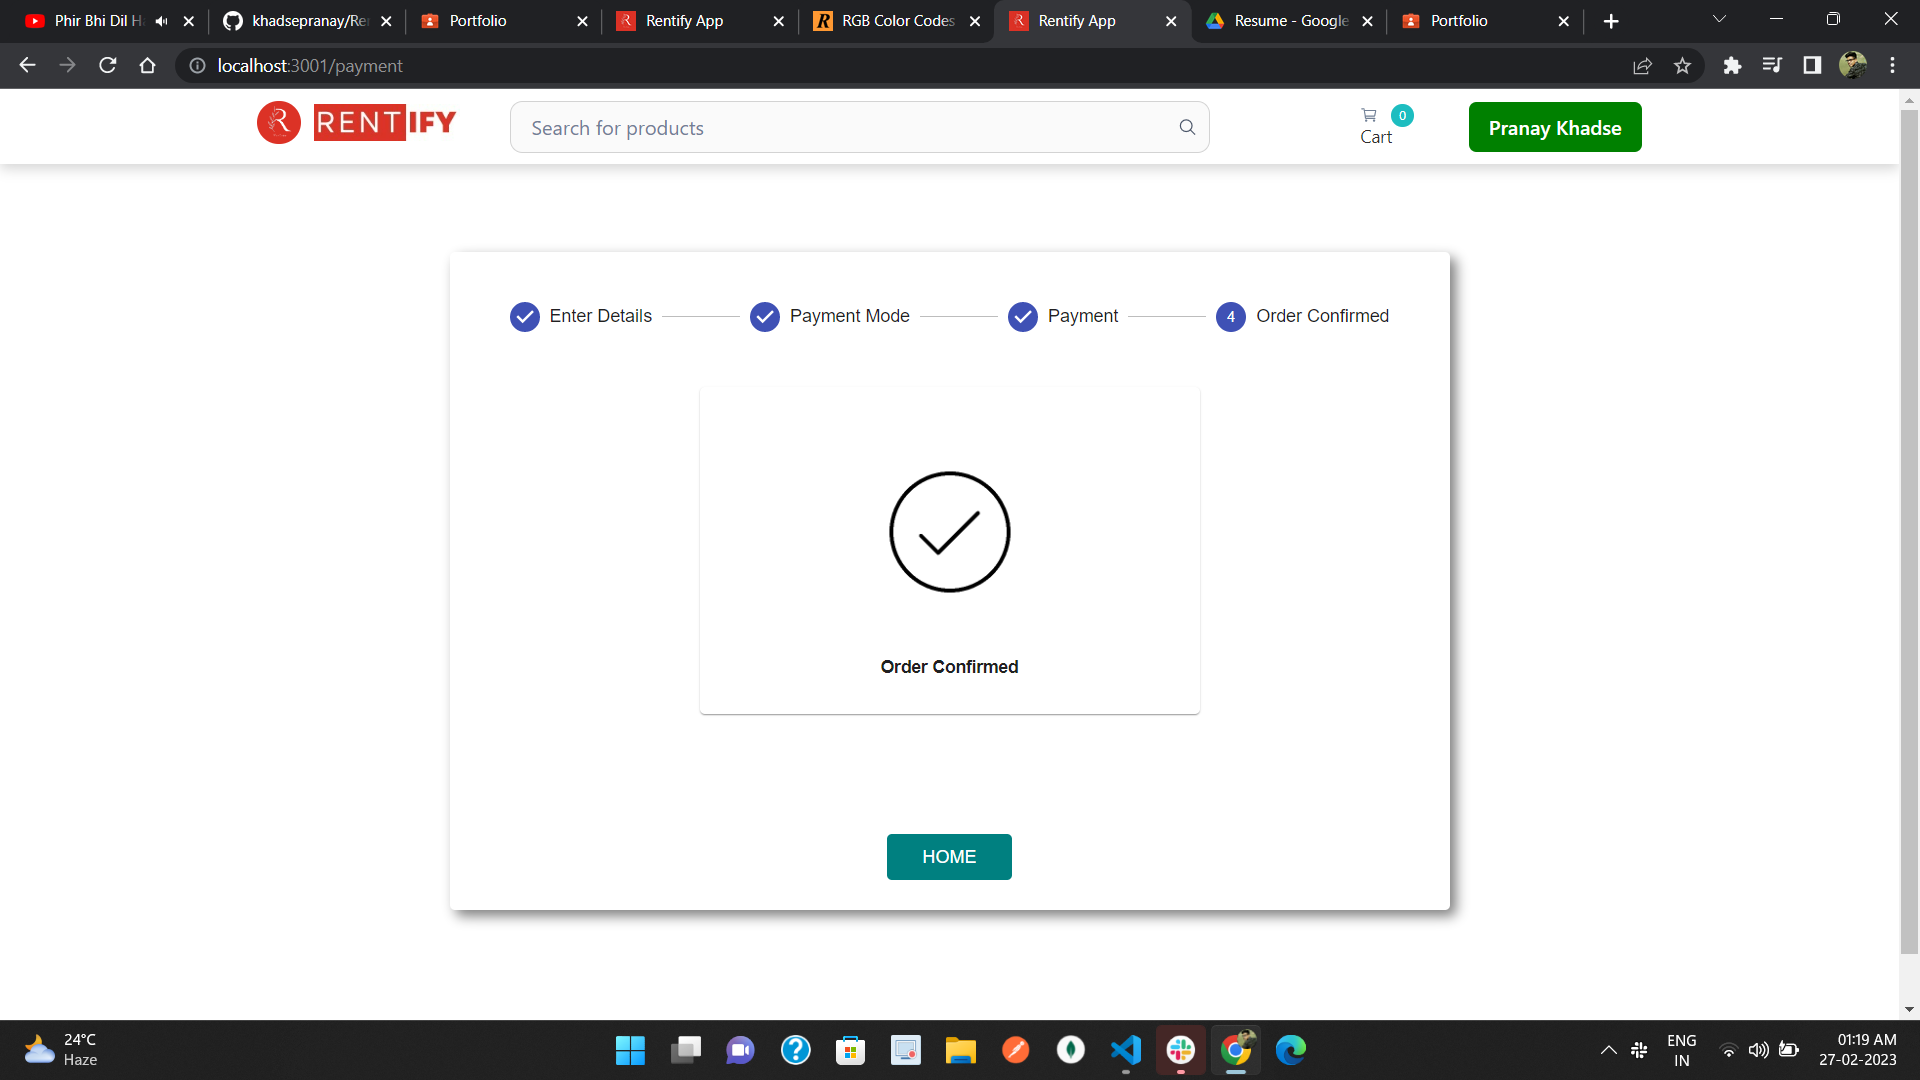 Phir Bhi Dil H
khadsepranay/Re
Portfolio
Rentify App
RGB Color Codes
Rentify App
Resume - Google
Portfolio
localhost:3001/payment
R RENTIFY
Search for products
0
Cart
Pranay Khadse
Enter Details
Payment Mode
Payment
4 Order Confirmed
Order Confirmed
HOME
24°C
Haze
ENG
IN
01:19 AM
27-02-2023